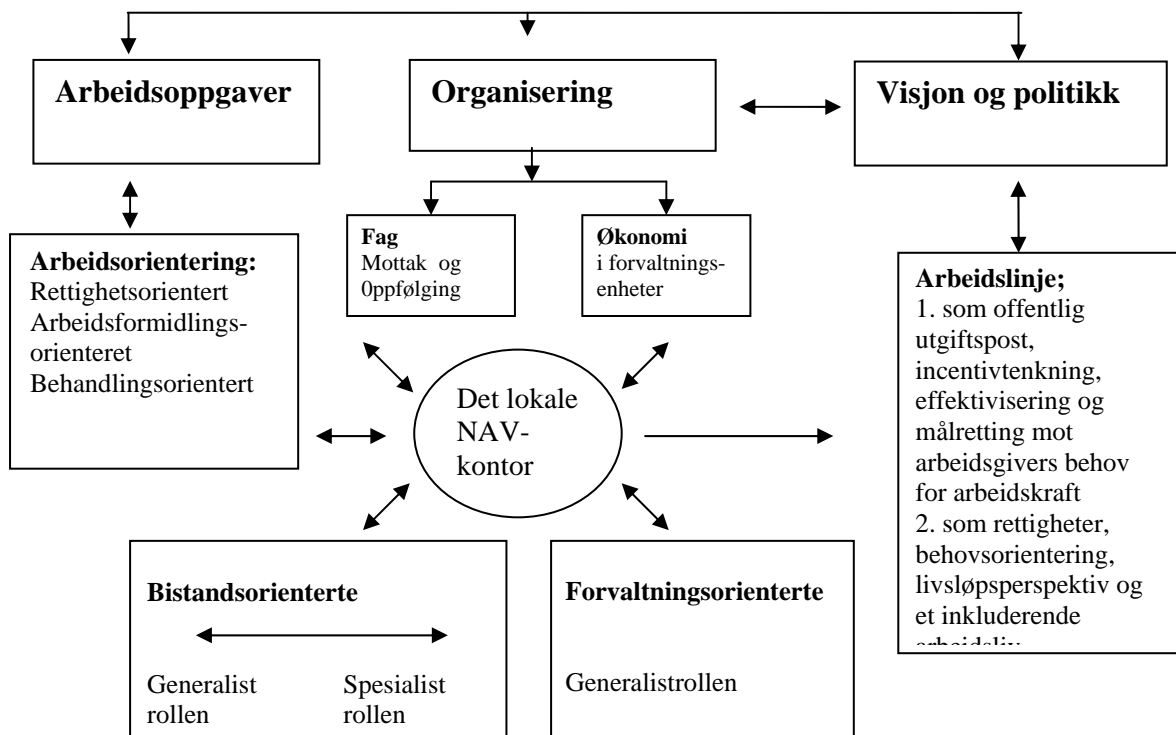 Arbeidsoppgaver
Organisering
Visjon og politikk
Fag
Mottak og
0ppfølging
Økonomi
i forvaltnings-
enheter
Arbeidsorientering:
Rettighetsorientert
Arbeidsformidlings-
orienteret
Behandlingsorientert
Arbeidslinje;
1. som offentlig
utgiftspost,
incentivtenkning,
effektivisering og
målretting mot
arbeidsgivers behov
for arbeidskraft
2. som rettigheter,
behovsorientering,
livsløpsperspektiv og
et inkluderende
Det lokale
NAV-
kontor
Bistandsorienterte
Generalist
rollen
Spesialist
rollen
Forvaltningsorienterte
Generalistrollen